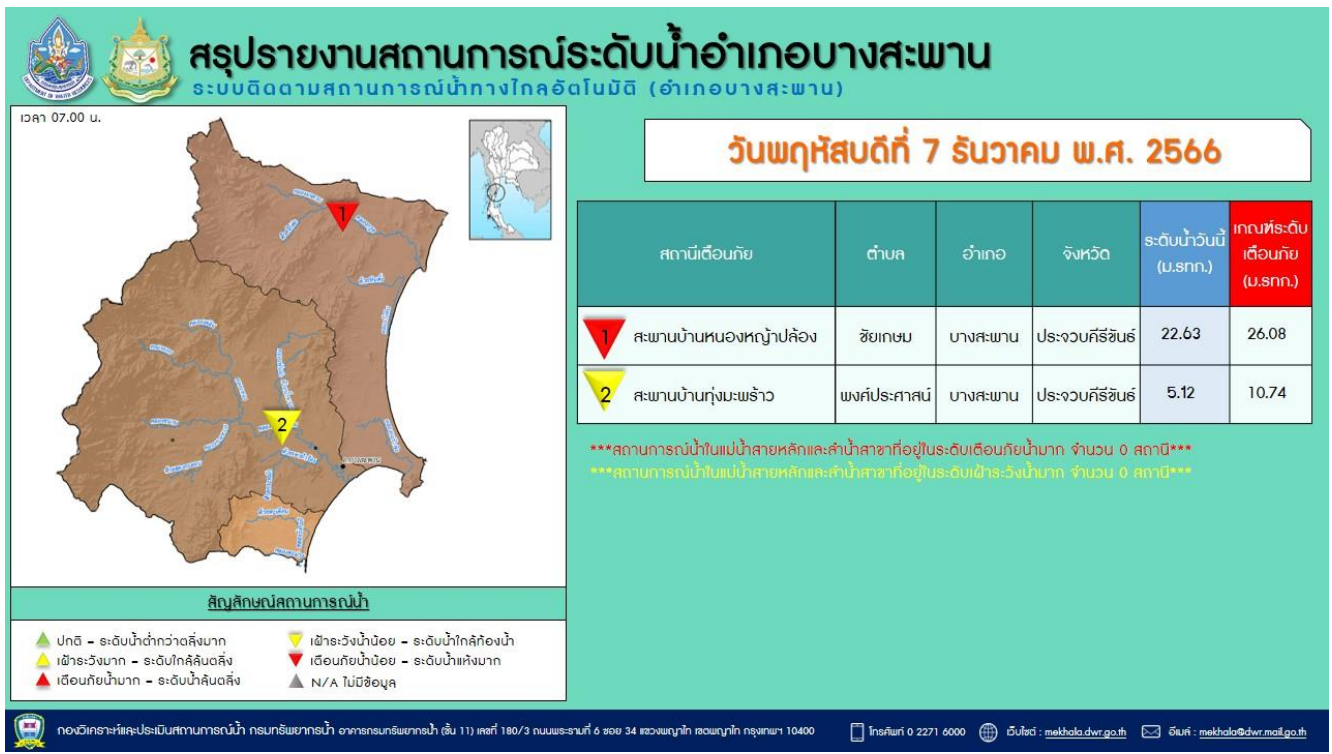 สรุปรายงานสถานการณ์ระดับน้ำอำเภอบางสะพาน
ระบบติดตามสถานการณ์น้ำทางไกลอัตโนมัติ (อำเภอบางสะพาน)
เวลา 07.00 น.
1
2
สัญลักษณ์สถานการณ์น้ำ
ปกติ - ระดับน้ำต่ำกว่าตลิ่งมาก
เฝ้าระวังน้ำน้อย - ระดับน้ำใกล้ท้องน้ำ
เฝ้าระวังมาก - ระดับใกล้ล้นตลิ่ง
เตือนภัยน้ำน้อย - ระดับน้ำแห้งมาก
เตือนภัยน้ำมาก - ระดับน้ำล้นตลิ่ง
N/A ไม่มีข้อมูล
วันพฤหัสบดีที่ 7 ธันวาคม พ.ศ. 2566
สถานีเตือนภัย ตำบล อำเภอ จังหวัด ระดับน้ำวันนี้ (ม.รทก.) เกณฑ์ระดับเตือนภัย (ม.รทก.)
1 สะพานบ้านหนองหญ้าปล้อง ชัยเกษม บางสะพาน ประจวบคีรีขันธ์ 22.63 26.08
2 สะพานบ้านทุ่งมะพร้าว พงศ์ประศาสน์ บางสะพาน ประจวบคีรีขันธ์ 5.12 10.74
***สถานการณ์น้ำในแม่น้ำสายหลักและลำน้ำสาขาที่อยู่ในระดับเตือนภัยน้ำมาก จำนวน 0 สถานี***
***สถานการณ์น้ำในแม่น้ำสายหลักและลำน้ำสาขาที่อยู่ในระดับเฝ้าระวังน้ำมาก จำนวน 0 สถานี***
กองวิเคราะห์และประเมินสถานการณ์น้ำ กรมทรัพยากรน้ำ อาคารกรมทรัพยากรน้ำ (ชั้น 11) เลขที่ 180/3 ถนนพระรามที่ 6 ซอย 34 แขวงพญาไท เขตพญาไท กรุงเทพฯ 10400 โทรศัพท์ 0 2271 6000 เว็บไซต์ : mekhala.dwr.go.th อีเมล์ : mekhala@dwr.mail.go.th